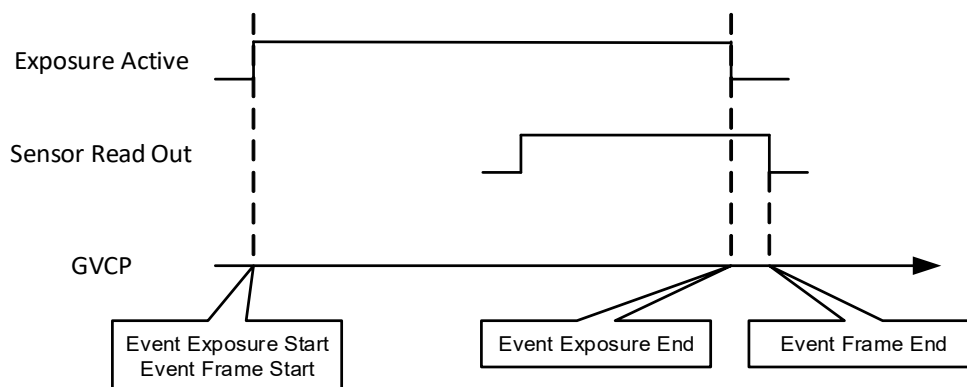 Exposure Active
Sensor Read Out
GVCP
Event Exposure Start
Event Frame Start
Event Exposure End
Event Frame End